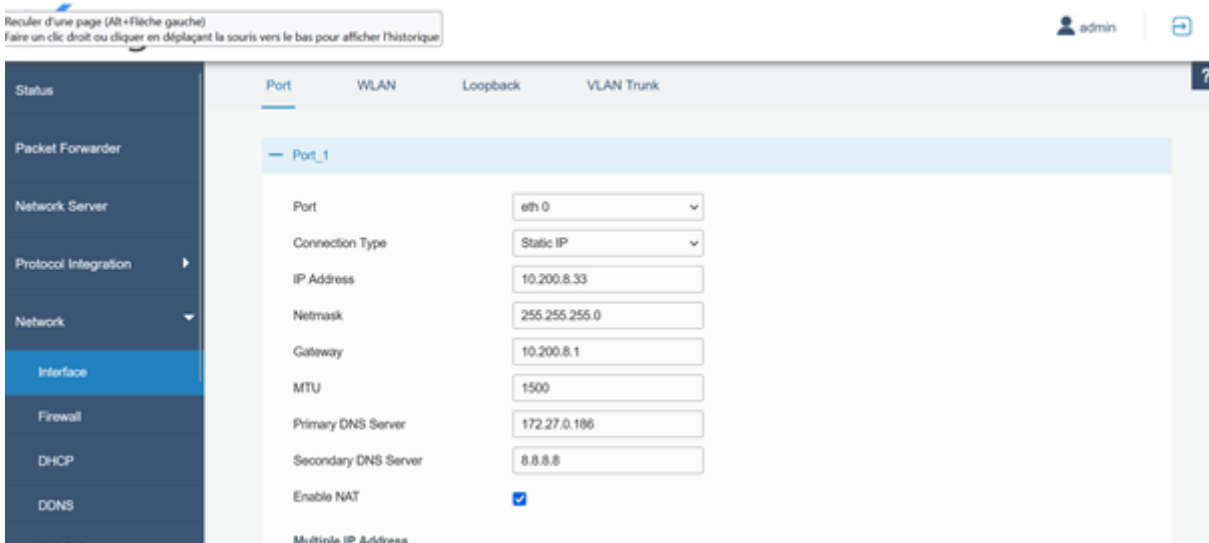 Reculer d'une page (Alt+Flèche gauche)
Faire un clic droit ou cliquer en déplaçant la souris vers le bas pour afficher l'historique
admin
?
Status
Packet Forwarder
Network Server
Protocol Integration
Network
Interface
Firewall
DHCP
DDNS
Port WLAN Loopback VLAN Trunk
Port_1
Port eth 0
Connection Type Static IP
IP Address 10.200.8.33
Netmask 255.255.255.0
Gateway 10.200.8.1
MTU 1500
Primary DNS Server 172.27.0.186
Secondary DNS Server 8.8.8.8
Enable NAT
Multiple IP Address